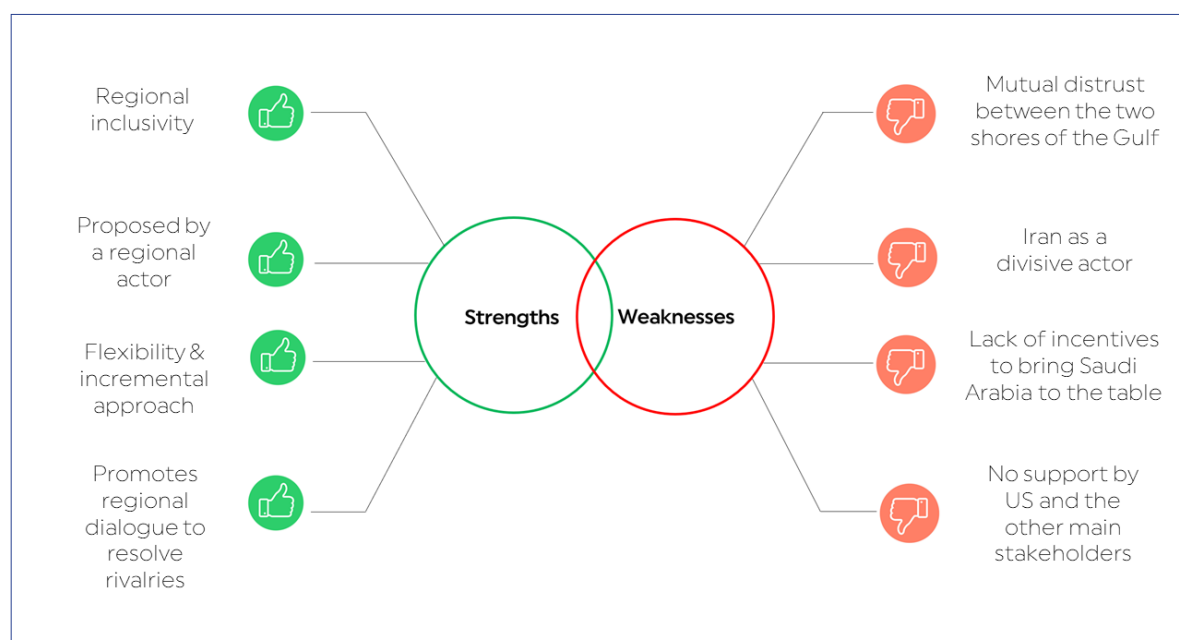 Regional
inclusivity
Proposed by
a regional
actor
Flexibility &
incremental
approach
Promotes
regional
dialogue to
resolve
rivalries
Strengths
Weaknesses
Mutual distrust
between the two
shores of the Gulf
Iran as a
divisive actor
Lack of incentives
to bring Saudi
Arabia to the table
No support by
US and the
other main
stakeholders